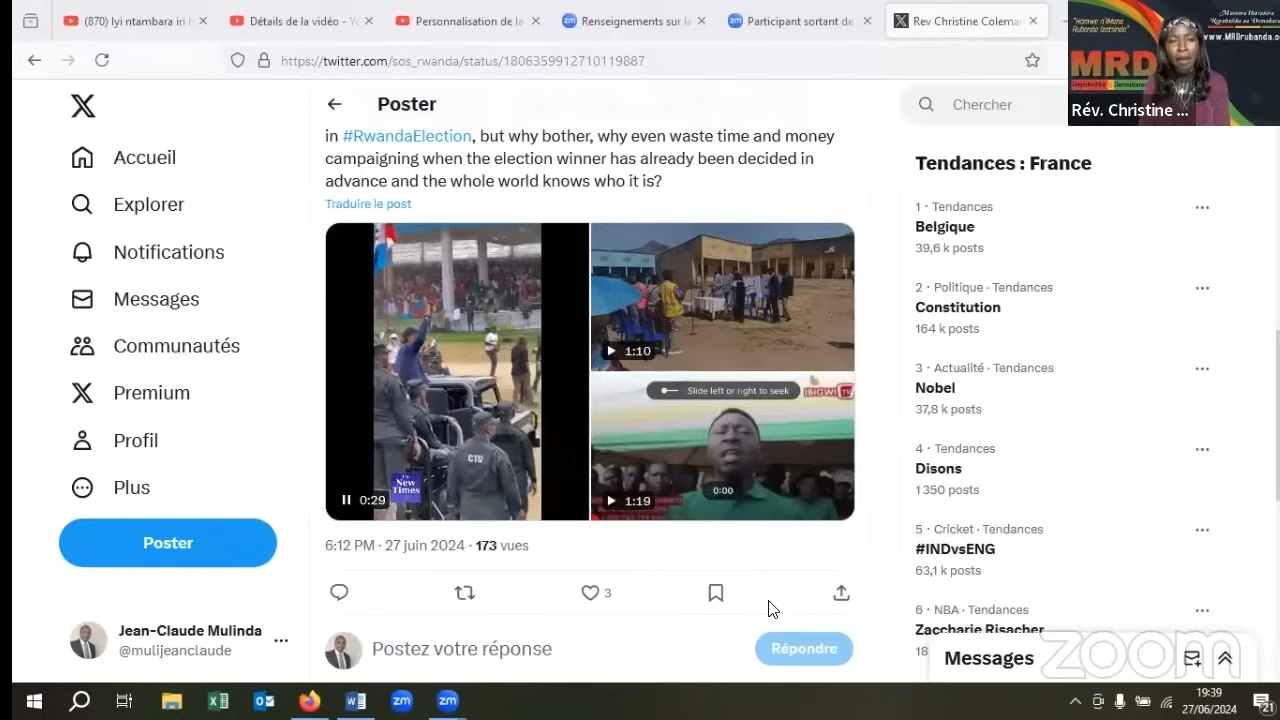 (870) iyi ntambara iri h
Détails de la vidéo - Yo
Personnalisation de la
Renseignements sur le
Participant sortant de
Rev Christine Coleman
https://twitter.com/sos_rwanda/status/1806359912710119887
MRD
www.MRDrubanda.o
Rév. Christine ...
Accueil
Explorer
Notifications
Messages
Communautés
Premium
Profil
Plus
Poster
Jean-Claude Mulinda
@mulijeanclaude
Poster
in #RwandaElection, but why bother, why even waste time and money
campaigning when the election winner has already been decided in
advance and the whole world knows who it is?
Traduire le post
CTU
The
New
Times
0:29
1:10
Slide left or right to seek
TV
0:00
1:19
6:12 PM · 27 juin 2024 · 173 vues
3
Postez votre réponse
Répondre
Chercher
Tendances : France
1 · Tendances
Belgique
39,6 k posts
2 · Politique · Tendances
Constitution
164 k posts
3 · Actualité · Tendances
Nobel
37,8 k posts
4 · Tendances
Disons
1 350 posts
5 · Cricket · Tendances
#INDvsENG
63,1 k posts
6 · NBA · Tendances
Zaccharie Risacher
18
Messages
zoom
19:39
27/06/2024
21